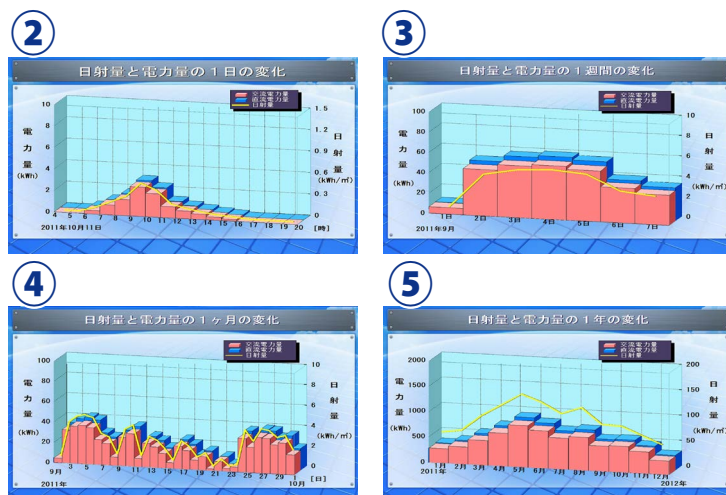 ②
日射量と電力量の１日の変化
交流電力量
直流電力量
日射量
電力量
(kWh)
10
8
6
4
2
0
日射量
(kWh/㎡)
1.5
1.2
0.9
0.6
0.3
0
4 5 6 7 8 9 10 11 12 13 14 15 16 17 18 19 20
2011年10月11日
[時]
③
日射量と電力量の１週間の変化
交流電力量
直流電力量
日射量
電力量
(kWh)
100
80
60
40
20
0
日射量
(kWh/㎡)
10
8
6
4
2
0
1日 2日 3日 4日 5日 6日 7日
2011年9月
④
日射量と電力量の１ヶ月の変化
交流電力量
直流電力量
日射量
電力量
(kWh)
100
80
60
40
20
0
日射量
(kWh/㎡)
10
8
6
4
2
0
9月 3 5 7 9 11 13 15 17 19 21 23 25 27 29 1
2011年
10月
[日]
⑤
日射量と電力量の１年の変化
交流電力量
直流電力量
日射量
電力量
(kWh)
2000
1500
1000
500
0
日射量
(kWh/㎡)
200
150
100
50
0
1月 2月 3月 4月 5月 6月 7月 8月 9月 10月 11月 12月
2011年
2012年